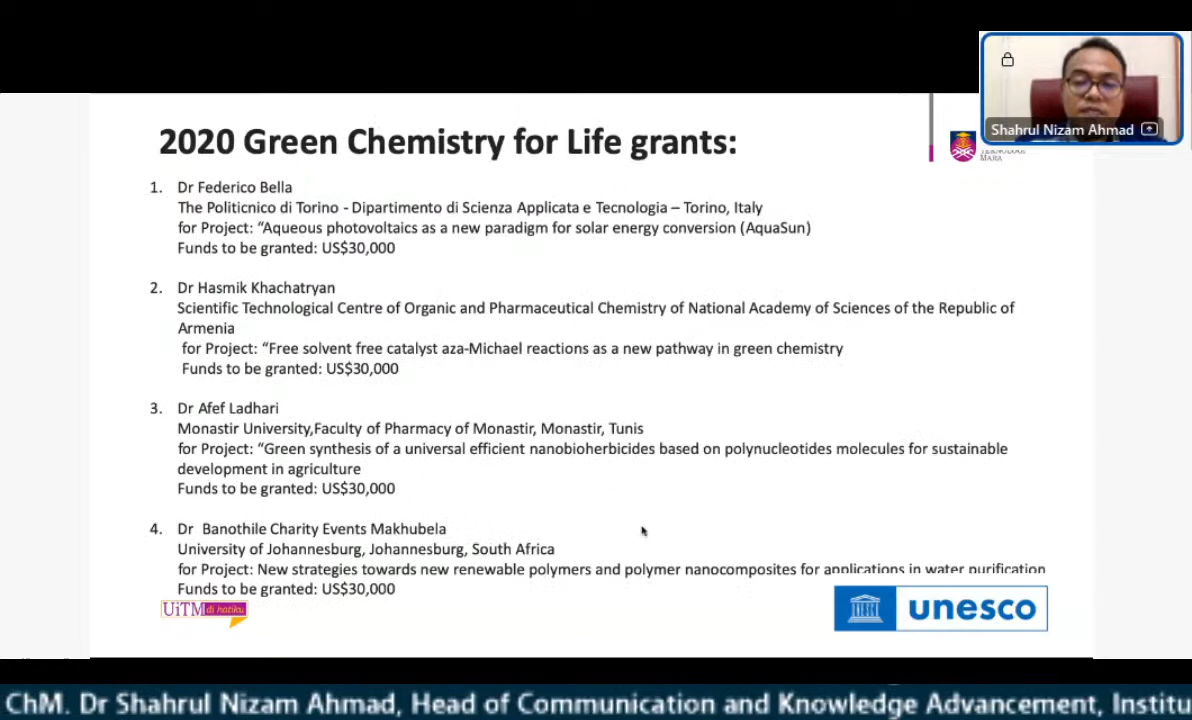 Shahrul Nizam Ahmad
2020 Green Chemistry for Life grants:
MARA
1. Dr Federico Bella
The Politicnico di Torino - Dipartimento di Scienza Applicata e Tecnologia – Torino, Italy
for Project: “Aqueous photovoltaics as a new paradigm for solar energy conversion (AquaSun)
Funds to be granted: US$30,000
2. Dr Hasmik Khachatryan
Scientific Technological Centre of Organic and Pharmaceutical Chemistry of National Academy of Sciences of the Republic of
Armenia
for Project: “Free solvent free catalyst aza-Michael reactions as a new pathway in green chemistry
Funds to be granted: US$30,000
3. Dr Afef Ladhari
Monastir University,Faculty of Pharmacy of Monastir, Monastir, Tunis
for Project: “Green synthesis of a universal efficient nanobioherbicides based on polynucleotides molecules for sustainable
development in agriculture
Funds to be granted: US$30,000
4. Dr Banothile Charity Events Makhubela
University of Johannesburg, Johannesburg, South Africa
for Project: New strategies towards new renewable polymers and polymer nanocomposites for applications in water purification
Funds to be granted: US$30,000
UiTM di hatiku
unesco
ChM. Dr Shahrul Nizam Ahmad, Head of Communication and Knowledge Advancement, Institu